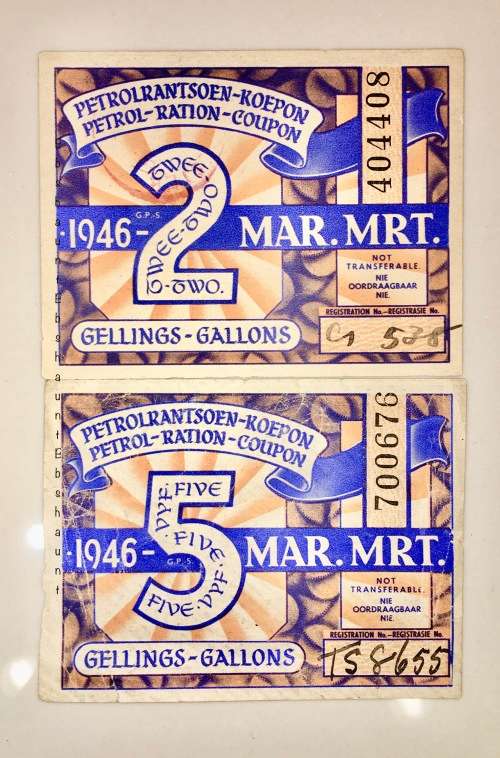 PETROLRANTSOEN-KOEPON
PETROL-RATION-COUPON
404408
TWEE.
TWEE-TWO
TWO.
G.P.-S.
·1946- 2 MAR. MRT.
NOT
TRANSFERABLE.
NIE
OORDRAAGBAAR
NIE.
REGISTRATION No.-REGISTRASIE No.
538
GELLINGS-GALLONS
PETROLRANTSOEN-KOEPON
PETROL-RATION-COUPON
700676
VYF. FIVE
FIVE.
FIVE.VYF.
G.P.S.
·1946- 5 MAR. MRT.
NOT
TRANSFERABLE.
NIE
OORDRAAGBAAR
NIE.
REGISTRATION No.-REGISTRASIE No.
TS 8655
GELLINGS-GALLONS